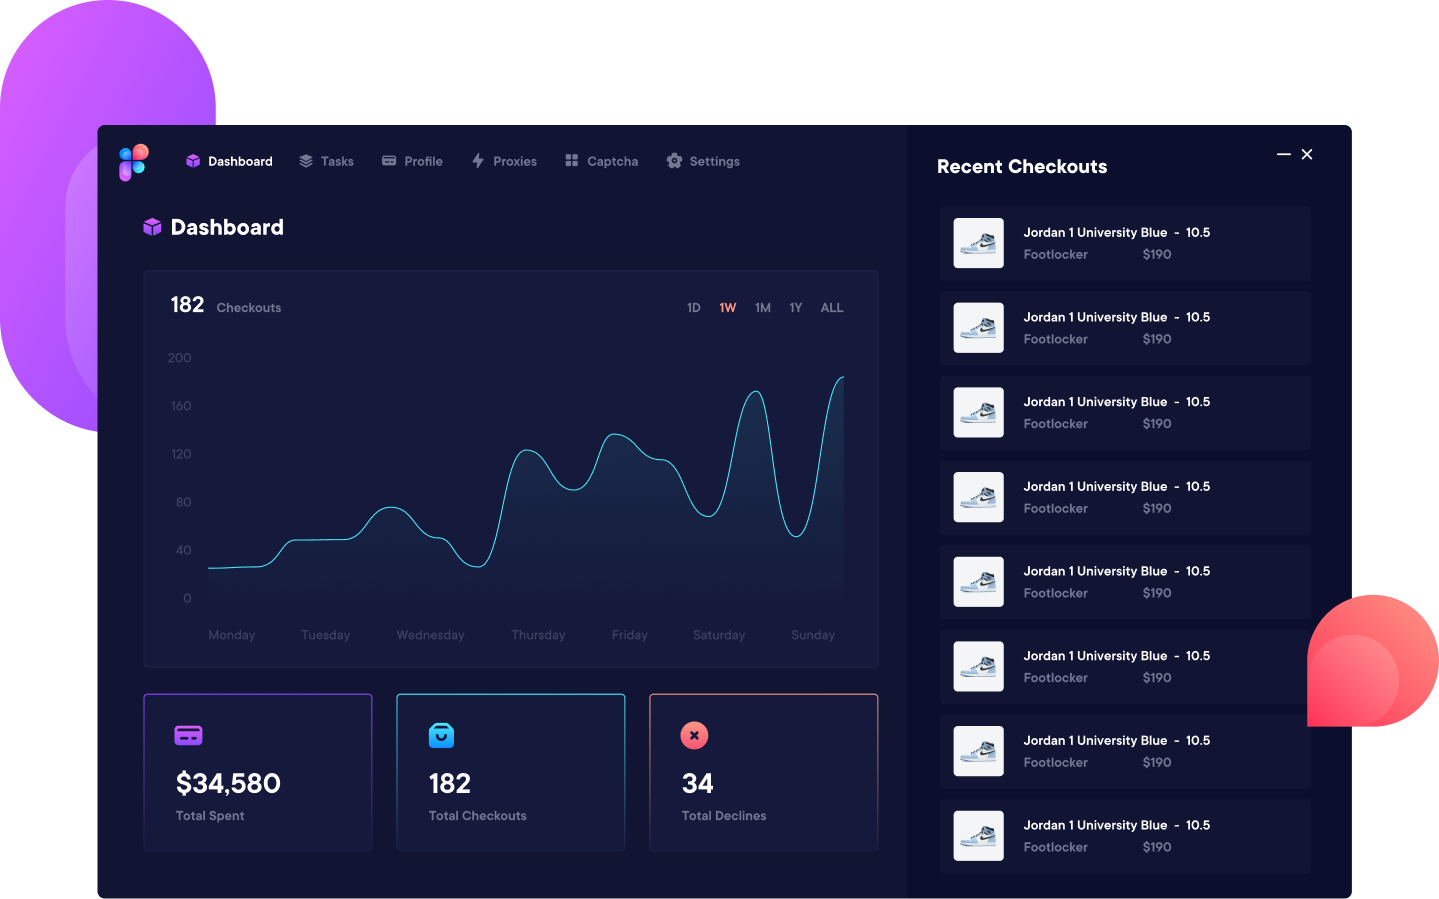 Dashboard Tasks Profile Proxies Captcha Settings
Dashboard
182 Checkouts
1D 1W 1M 1Y ALL
200
160
120
80
40
0
Monday Tuesday Wednesday Thursday Friday Saturday Sunday
$34,580
Total Spent
182
Total Checkouts
34
Total Declines
Recent Checkouts
Jordan 1 University Blue - 10.5
Footlocker $190
Jordan 1 University Blue - 10.5
Footlocker $190
Jordan 1 University Blue - 10.5
Footlocker $190
Jordan 1 University Blue - 10.5
Footlocker $190
Jordan 1 University Blue - 10.5
Footlocker $190
Jordan 1 University Blue - 10.5
Footlocker $190
Jordan 1 University Blue - 10.5
Footlocker $190
Jordan 1 University Blue - 10.5
Footlocker $190